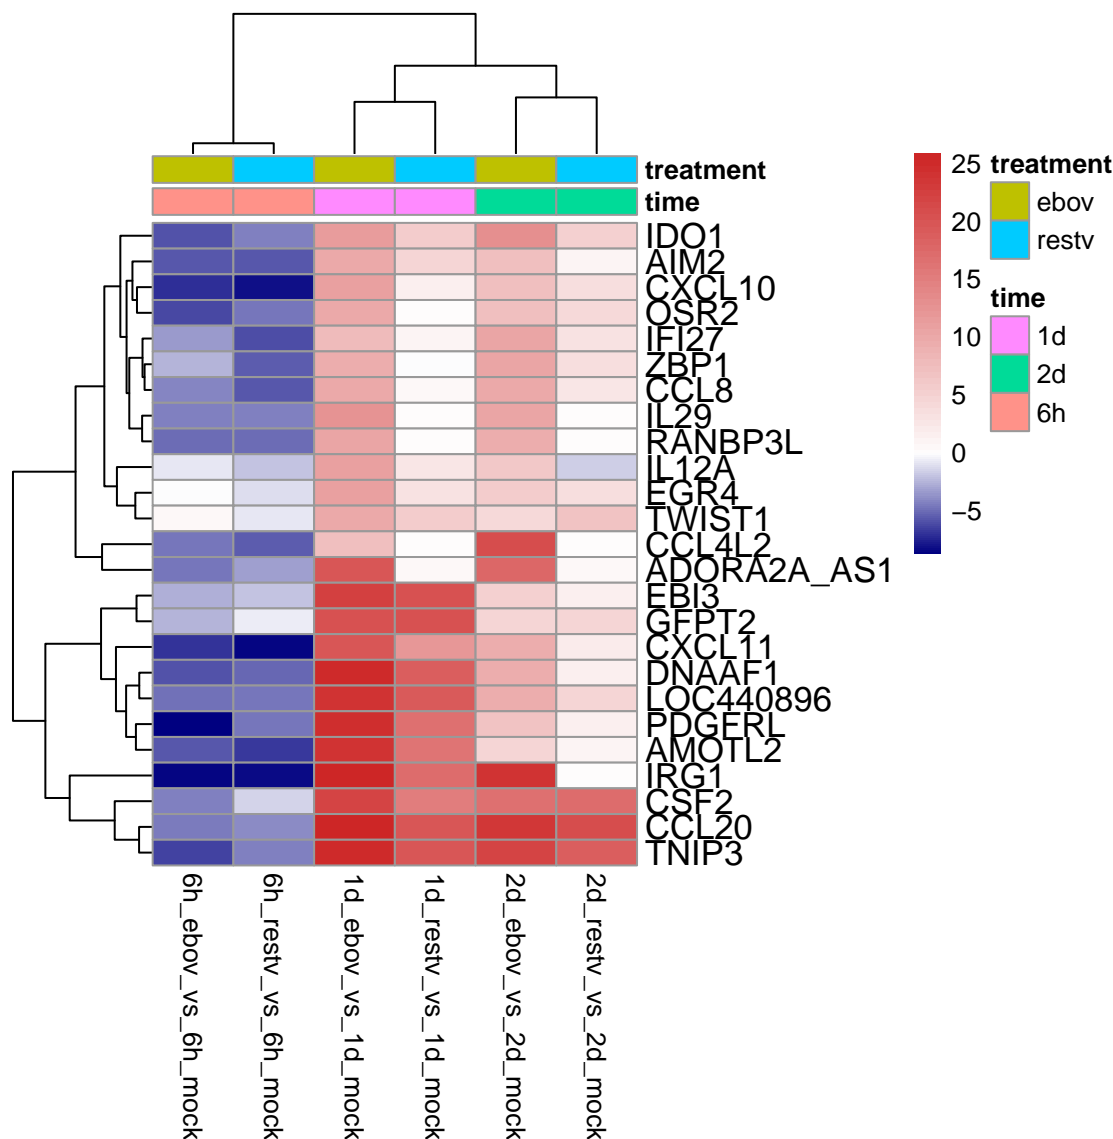 treatment
time
IDO1
AIM2
CXCL10
OSR2
IFI27
ZBP1
CCL8
IL29
RANBP3L
IL12A
EGR4
TWIST1
CCL4L2
ADORA2A_AS1
EBI3
GFPT2
CXCL11
DNAAF1
LOC440896
PDGFRL
AMOTL2
IRG1
CSF2
CCL20
TNIP3
6h_ebov_vs_6h_mock
6h_restv_vs_6h_mock
1d_ebov_vs_1d_mock
1d_restv_vs_1d_mock
2d_ebov_vs_2d_mock
2d_restv_vs_2d_mock
25
20
15
10
5
0
−5
treatment
ebov
restv
time
1d
2d
6h